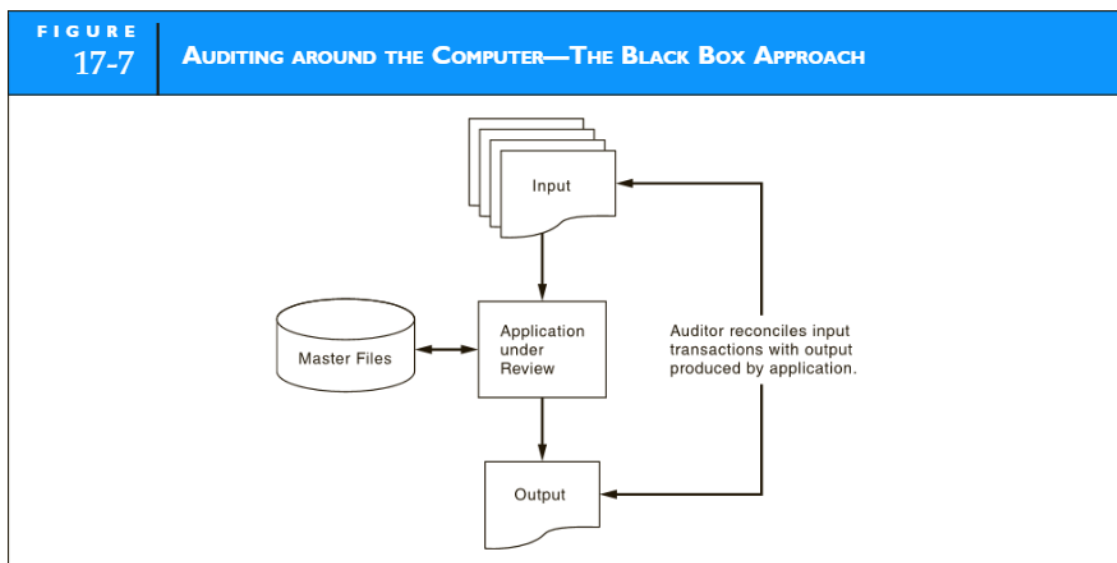 FIGURE
17-7
AUDITING AROUND THE COMPUTER—THE BLACK BOX APPROACH
Input
Master Files
Application
under
Review
Auditor reconciles input
transactions with output
produced by application.
Output